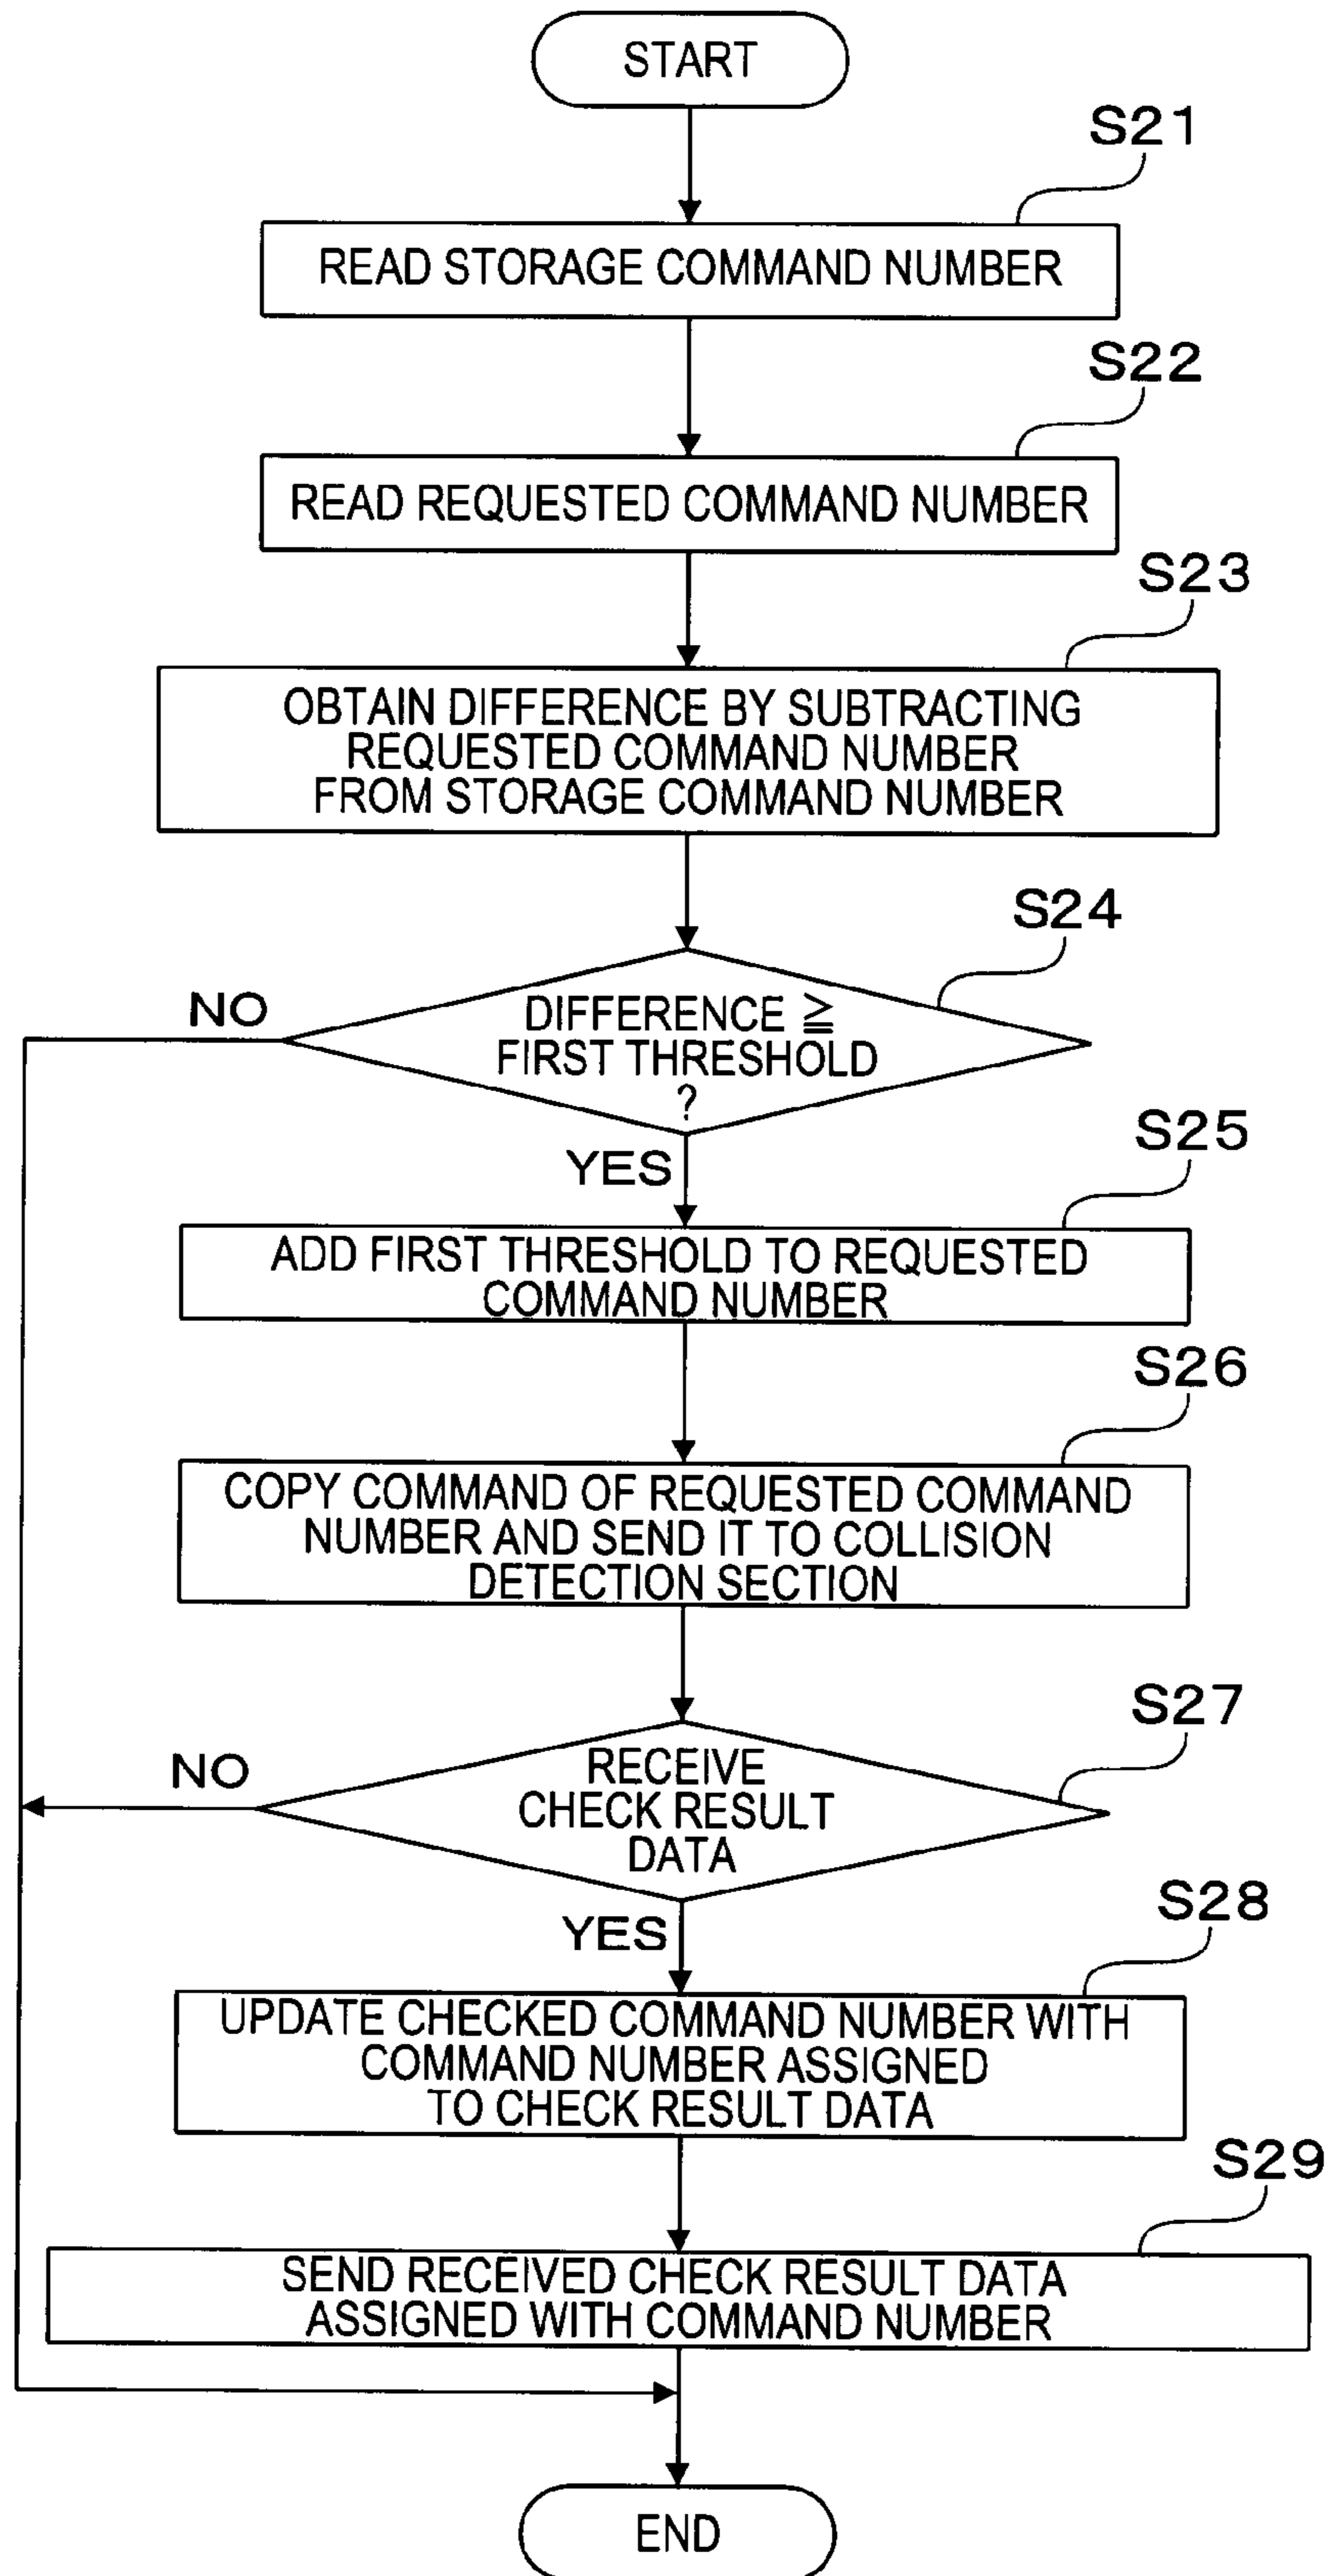 START
S21
READ STORAGE COMMAND NUMBER
S22
READ REQUESTED COMMAND NUMBER
S23
OBTAIN DIFFERENCE BY SUBTRACTING
REQUESTED COMMAND NUMBER
FROM STORAGE COMMAND NUMBER
S24
NO
DIFFERENCE ≧
FIRST THRESHOLD
?
YES
S25
ADD FIRST THRESHOLD TO REQUESTED
COMMAND NUMBER
S26
COPY COMMAND OF REQUESTED COMMAND
NUMBER AND SEND IT TO COLLISION
DETECTION SECTION
S27
NO
RECEIVE
CHECK RESULT
DATA
YES
S28
UPDATE CHECKED COMMAND NUMBER WITH
COMMAND NUMBER ASSIGNED
TO CHECK RESULT DATA
S29
SEND RECEIVED CHECK RESULT DATA
ASSIGNED WITH COMMAND NUMBER
END